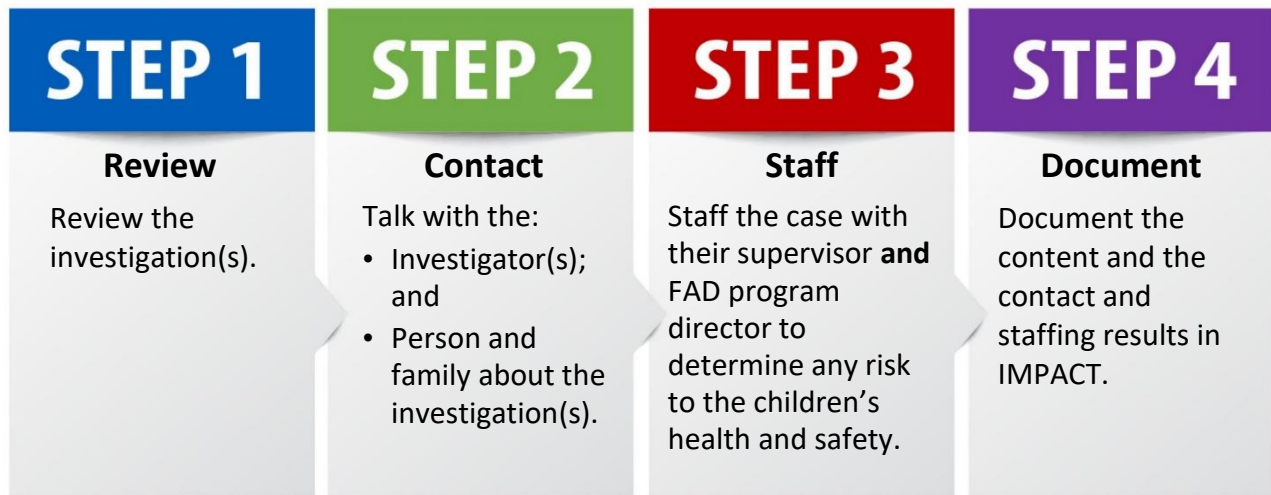 STEP 1
Review
Review the
investigation(s).
STEP 2
Contact
Talk with the:
• Investigator(s);
and
• Person and
family about the
investigation(s).
STEP 3
Staff
Staff the case with
their supervisor and
FAD program
director to
determine any risk
to the children’s
health and safety.
STEP 4
Document
Document the
content and the
contact and
staffing results in
IMPACT.